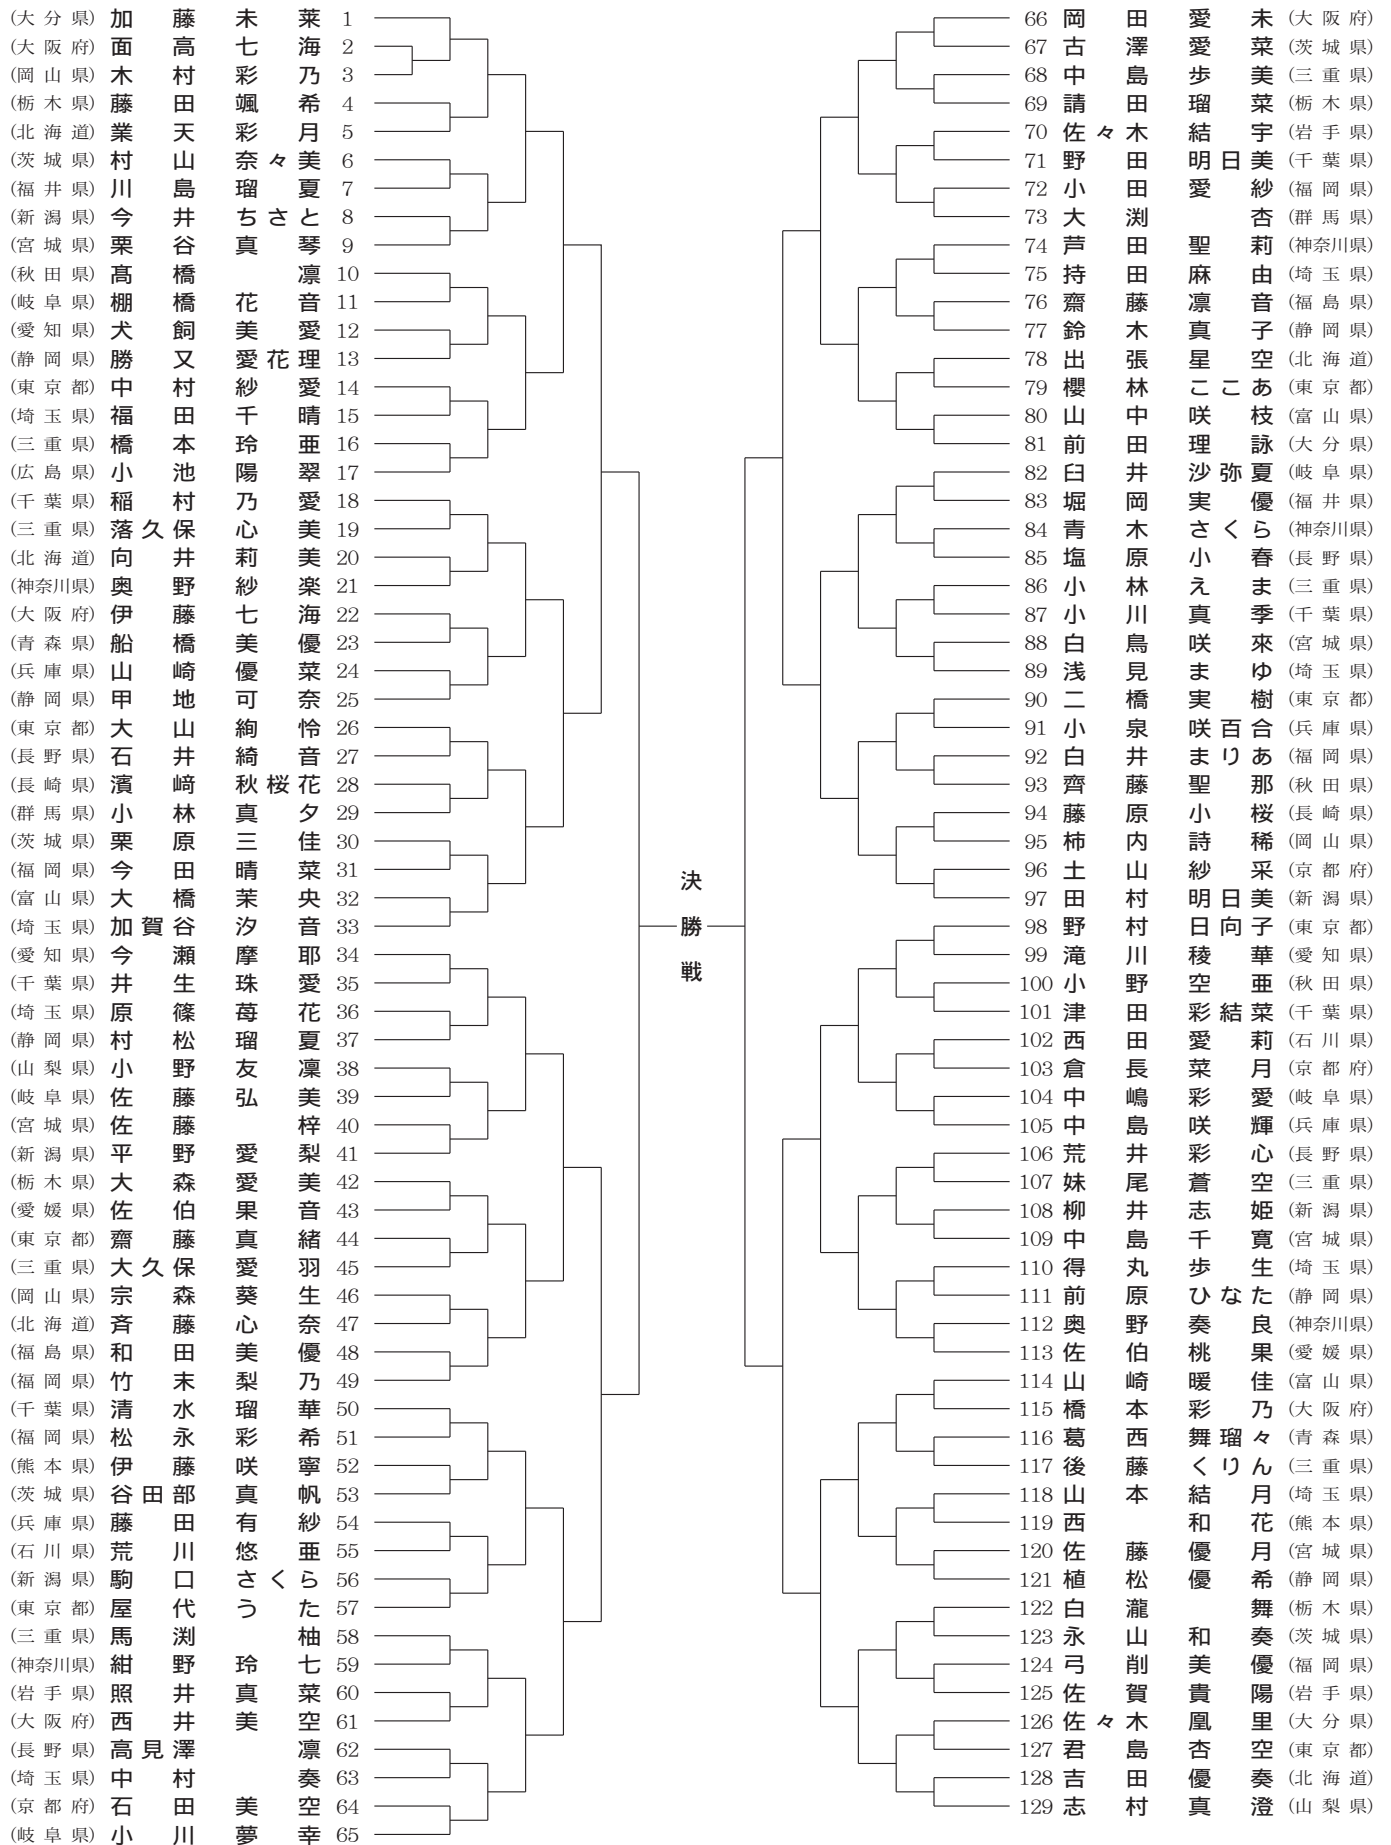 (大分県) 加藤未莱 1
(大阪府) 面高七海 2
(岡山県) 木村彩乃 3
(栃木県) 藤田颯希 4
(北海道) 業天彩月 5
(茨城県) 村山奈々美 6
(福井県) 川島瑠夏 7
(新潟県) 今井ちさと 8
(宮城県) 栗谷真琴 9
(秋田県) 髙橋凛 10
(岐阜県) 棚橋花音 11
(愛知県) 犬飼美愛 12
(静岡県) 勝又愛花理 13
(東京都) 中村紗愛 14
(埼玉県) 福田千晴 15
(三重県) 橋本玲亜 16
(広島県) 小池陽翠 17
(千葉県) 稲村乃愛 18
(三重県) 落久保心美 19
(北海道) 向井莉美 20
(神奈川県) 奥野紗楽 21
(大阪府) 伊藤七海 22
(青森県) 船橋美優 23
(兵庫県) 山崎優菜 24
(静岡県) 甲地可奈 25
(東京都) 大山絢怜 26
(長野県) 石井綺音 27
(長崎県) 濱﨑秋桜花 28
(群馬県) 小林真夕 29
(茨城県) 栗原三佳 30
(福岡県) 今田晴菜 31
(富山県) 大橋茉央 32
(埼玉県) 加賀谷汐音 33
(愛知県) 今瀬摩耶 34
(千葉県) 井生珠愛 35
(埼玉県) 原篠苺花 36
(静岡県) 村松瑠夏 37
(山梨県) 小野友凜 38
(岐阜県) 佐藤弘美 39
(宮城県) 佐藤梓 40
(新潟県) 平野愛梨 41
(栃木県) 大森愛美 42
(愛媛県) 佐伯果音 43
(東京都) 齋藤真緒 44
(三重県) 大久保愛羽 45
(岡山県) 宗森葵生 46
(北海道) 斉藤心奈 47
(福島県) 和田美優 48
(福岡県) 竹末梨乃 49
(千葉県) 清水瑠華 50
(福岡県) 松永彩希 51
(熊本県) 伊藤咲寧 52
(茨城県) 谷田部真帆 53
(兵庫県) 藤田有紗 54
(石川県) 荒川悠亜 55
(新潟県) 駒口さくら 56
(東京都) 屋代うた 57
(三重県) 馬渕柚 58
(神奈川県) 紺野玲七 59
(岩手県) 照井真菜 60
(大阪府) 西井美空 61
(長野県) 高見澤凛 62
(埼玉県) 中村奏 63
(京都府) 石田美空 64
(岐阜県) 小川夢幸 65
決勝戦
66 岡田愛未 (大阪府)
67 古澤愛菜 (茨城県)
68 中島歩美 (三重県)
69 請田瑠菜 (栃木県)
70 佐々木結宇 (岩手県)
71 野田明日美 (千葉県)
72 小田愛紗 (福岡県)
73 大渕杏 (群馬県)
74 芦田聖莉 (神奈川県)
75 持田麻由 (埼玉県)
76 齋藤凛音 (福島県)
77 鈴木真子 (静岡県)
78 出張星空 (北海道)
79 櫻林ここあ (東京都)
80 山中咲枝 (富山県)
81 前田理詠 (大分県)
82 臼井沙弥夏 (岐阜県)
83 堀岡実優 (福井県)
84 青木さくら (神奈川県)
85 塩原小春 (長野県)
86 小林えま (三重県)
87 小川真季 (千葉県)
88 白鳥咲來 (宮城県)
89 浅見まゆ (埼玉県)
90 二橋実樹 (東京都)
91 小泉咲百合 (兵庫県)
92 白井まりあ (福岡県)
93 齊藤聖那 (秋田県)
94 藤原小桜 (長崎県)
95 柿内詩稀 (岡山県)
96 土山紗采 (京都府)
97 田村明日美 (新潟県)
98 野村日向子 (東京都)
99 滝川稜華 (愛知県)
100 小野空亜 (秋田県)
101 津田彩結菜 (千葉県)
102 西田愛莉 (石川県)
103 倉長菜月 (京都府)
104 中嶋彩愛 (岐阜県)
105 中島咲輝 (兵庫県)
106 荒井彩心 (長野県)
107 妹尾蒼空 (三重県)
108 柳井志姫 (新潟県)
109 中島千寛 (宮城県)
110 得丸歩生 (埼玉県)
111 前原ひなた (静岡県)
112 奥野奏良 (神奈川県)
113 佐伯桃果 (愛媛県)
114 山崎暖佳 (富山県)
115 橋本彩乃 (大阪府)
116 葛西舞瑠々 (青森県)
117 後藤くりん (三重県)
118 山本結月 (埼玉県)
119 西和花 (熊本県)
120 佐藤優月 (宮城県)
121 植松優希 (静岡県)
122 白瀧舞 (栃木県)
123 永山和奏 (茨城県)
124 弓削美優 (福岡県)
125 佐賀貴陽 (岩手県)
126 佐々木凰里 (大分県)
127 君島杏空 (東京都)
128 吉田優奏 (北海道)
129 志村真澄 (山梨県)